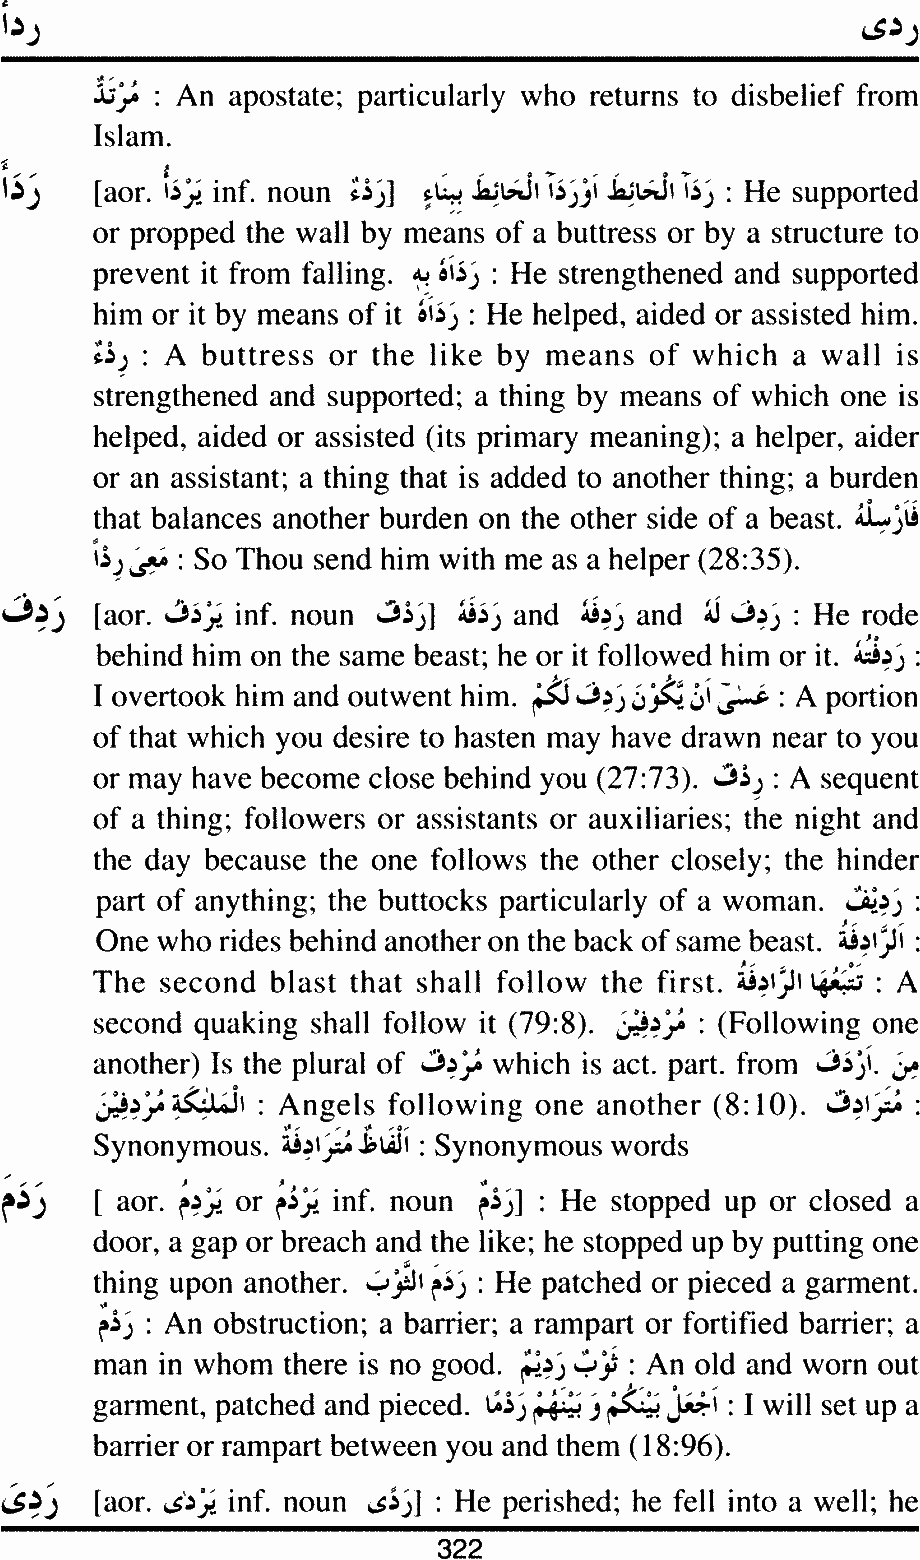 ردأ ردى
مُرْتَدٌّ : An apostate; particularly who returns to disbelief from
Islam.
رَدَأَ [aor. يَرْدَأُ inf. noun رَدْءٌ] رَدَأَ الْحَائِطَ اَوْرَدَأَ الْحَائِطَ بِبِنَاءٍ : He supported
or propped the wall by means of a buttress or by a structure to
prevent it from falling. رَدَاَهُ بِهِ : He strengthened and supported
him or it by means of it رَدَاَهُ : He helped, aided or assisted him.
رِدْءٌ : A buttress or the like by means of which a wall is
strengthened and supported; a thing by means of which one is
helped, aided or assisted (its primary meaning); a helper, aider
or an assistant; a thing that is added to another thing; a burden
that balances another burden on the other side of a beast. فَاَرْسِلْهُ
مَعِىَ رِدْاً : So Thou send him with me as a helper (28:35).
رَدِفَ [aor. يَرْدَفُ inf. noun رَدْفٌ] رَدَفَهُ and رَدِفَهُ and رَدِفَ لَهُ : He rode
behind him on the same beast; he or it followed him or it. رَدِفْتُهُ :
I overtook him and outwent him. عَسٰىٓ اَنْ يَّكُوْنَ رَدِفَ لَكُمْ : A portion
of that which you desire to hasten may have drawn near to you
or may have become close behind you (27:73). رِدْفٌ : A sequent
of a thing; followers or assistants or auxiliaries; the night and
the day because the one follows the other closely; the hinder
part of anything; the buttocks particularly of a woman. رَدِيْفٌ :
One who rides behind another on the back of same beast. اَلرَّادِفَةُ :
The second blast that shall follow the first. تَتْبَعُهَا الرَّادِفَةُ : A
second quaking shall follow it (79:8). مُرْدِفِيْنَ : (Following one
another) Is the plural of مُرْدِفٌ which is act. part. from اَرْدَفَ. مِنَ
الْمَلٰئِكَةِ مُرْدِفِيْنَ : Angels following one another (8:10). مُتَرَادِفٌ :
Synonymous. اَلْفَاظٌ مُتَرَادِفَةٌ : Synonymous words
رَدَمَ [ aor. يَرْدِمُ or يَرْدُمُ inf. noun رَدْمٌ] : He stopped up or closed a
door, a gap or breach and the like; he stopped up by putting one
thing upon another. رَدَمَ الثَّوْبَ : He patched or pieced a garment.
رَدْمٌ : An obstruction; a barrier; a rampart or fortified barrier; a
man in whom there is no good. ثَوْبٌ رَدِيْمٌ : An old and worn out
garment, patched and pieced. اَجْعَلْ بَيْنَكُمْ وَ بَيْنَهُمْ رَدْمًا : I will set up a
barrier or rampart between you and them (18:96).
رَدِىَ [aor. يَرْدٰى inf. noun رَدًى] : He perished; he fell into a well; he
322